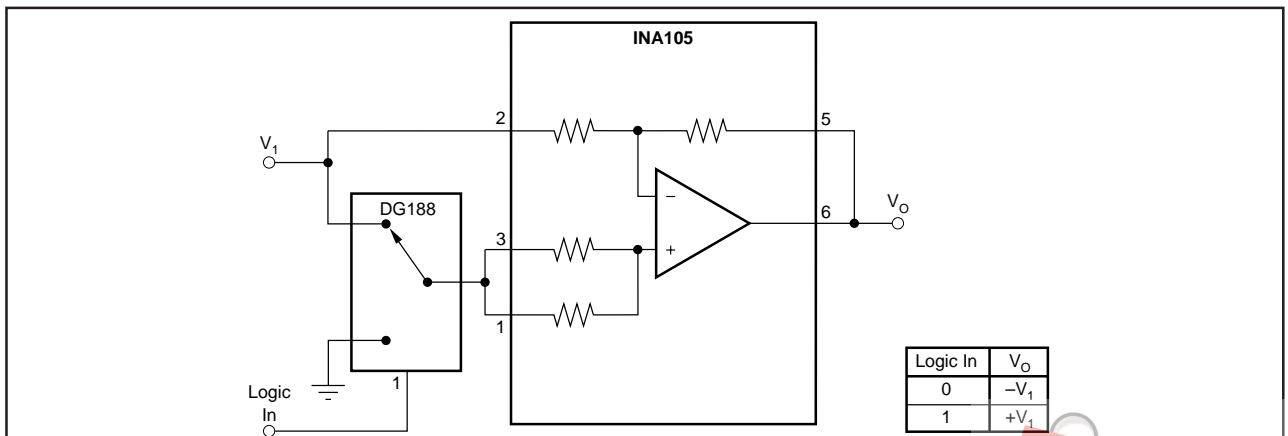 INA105
2
5
V1
DG188
3
6
VO
1
1
Logic
In
Logic In VO
0 –V1
1 +V1